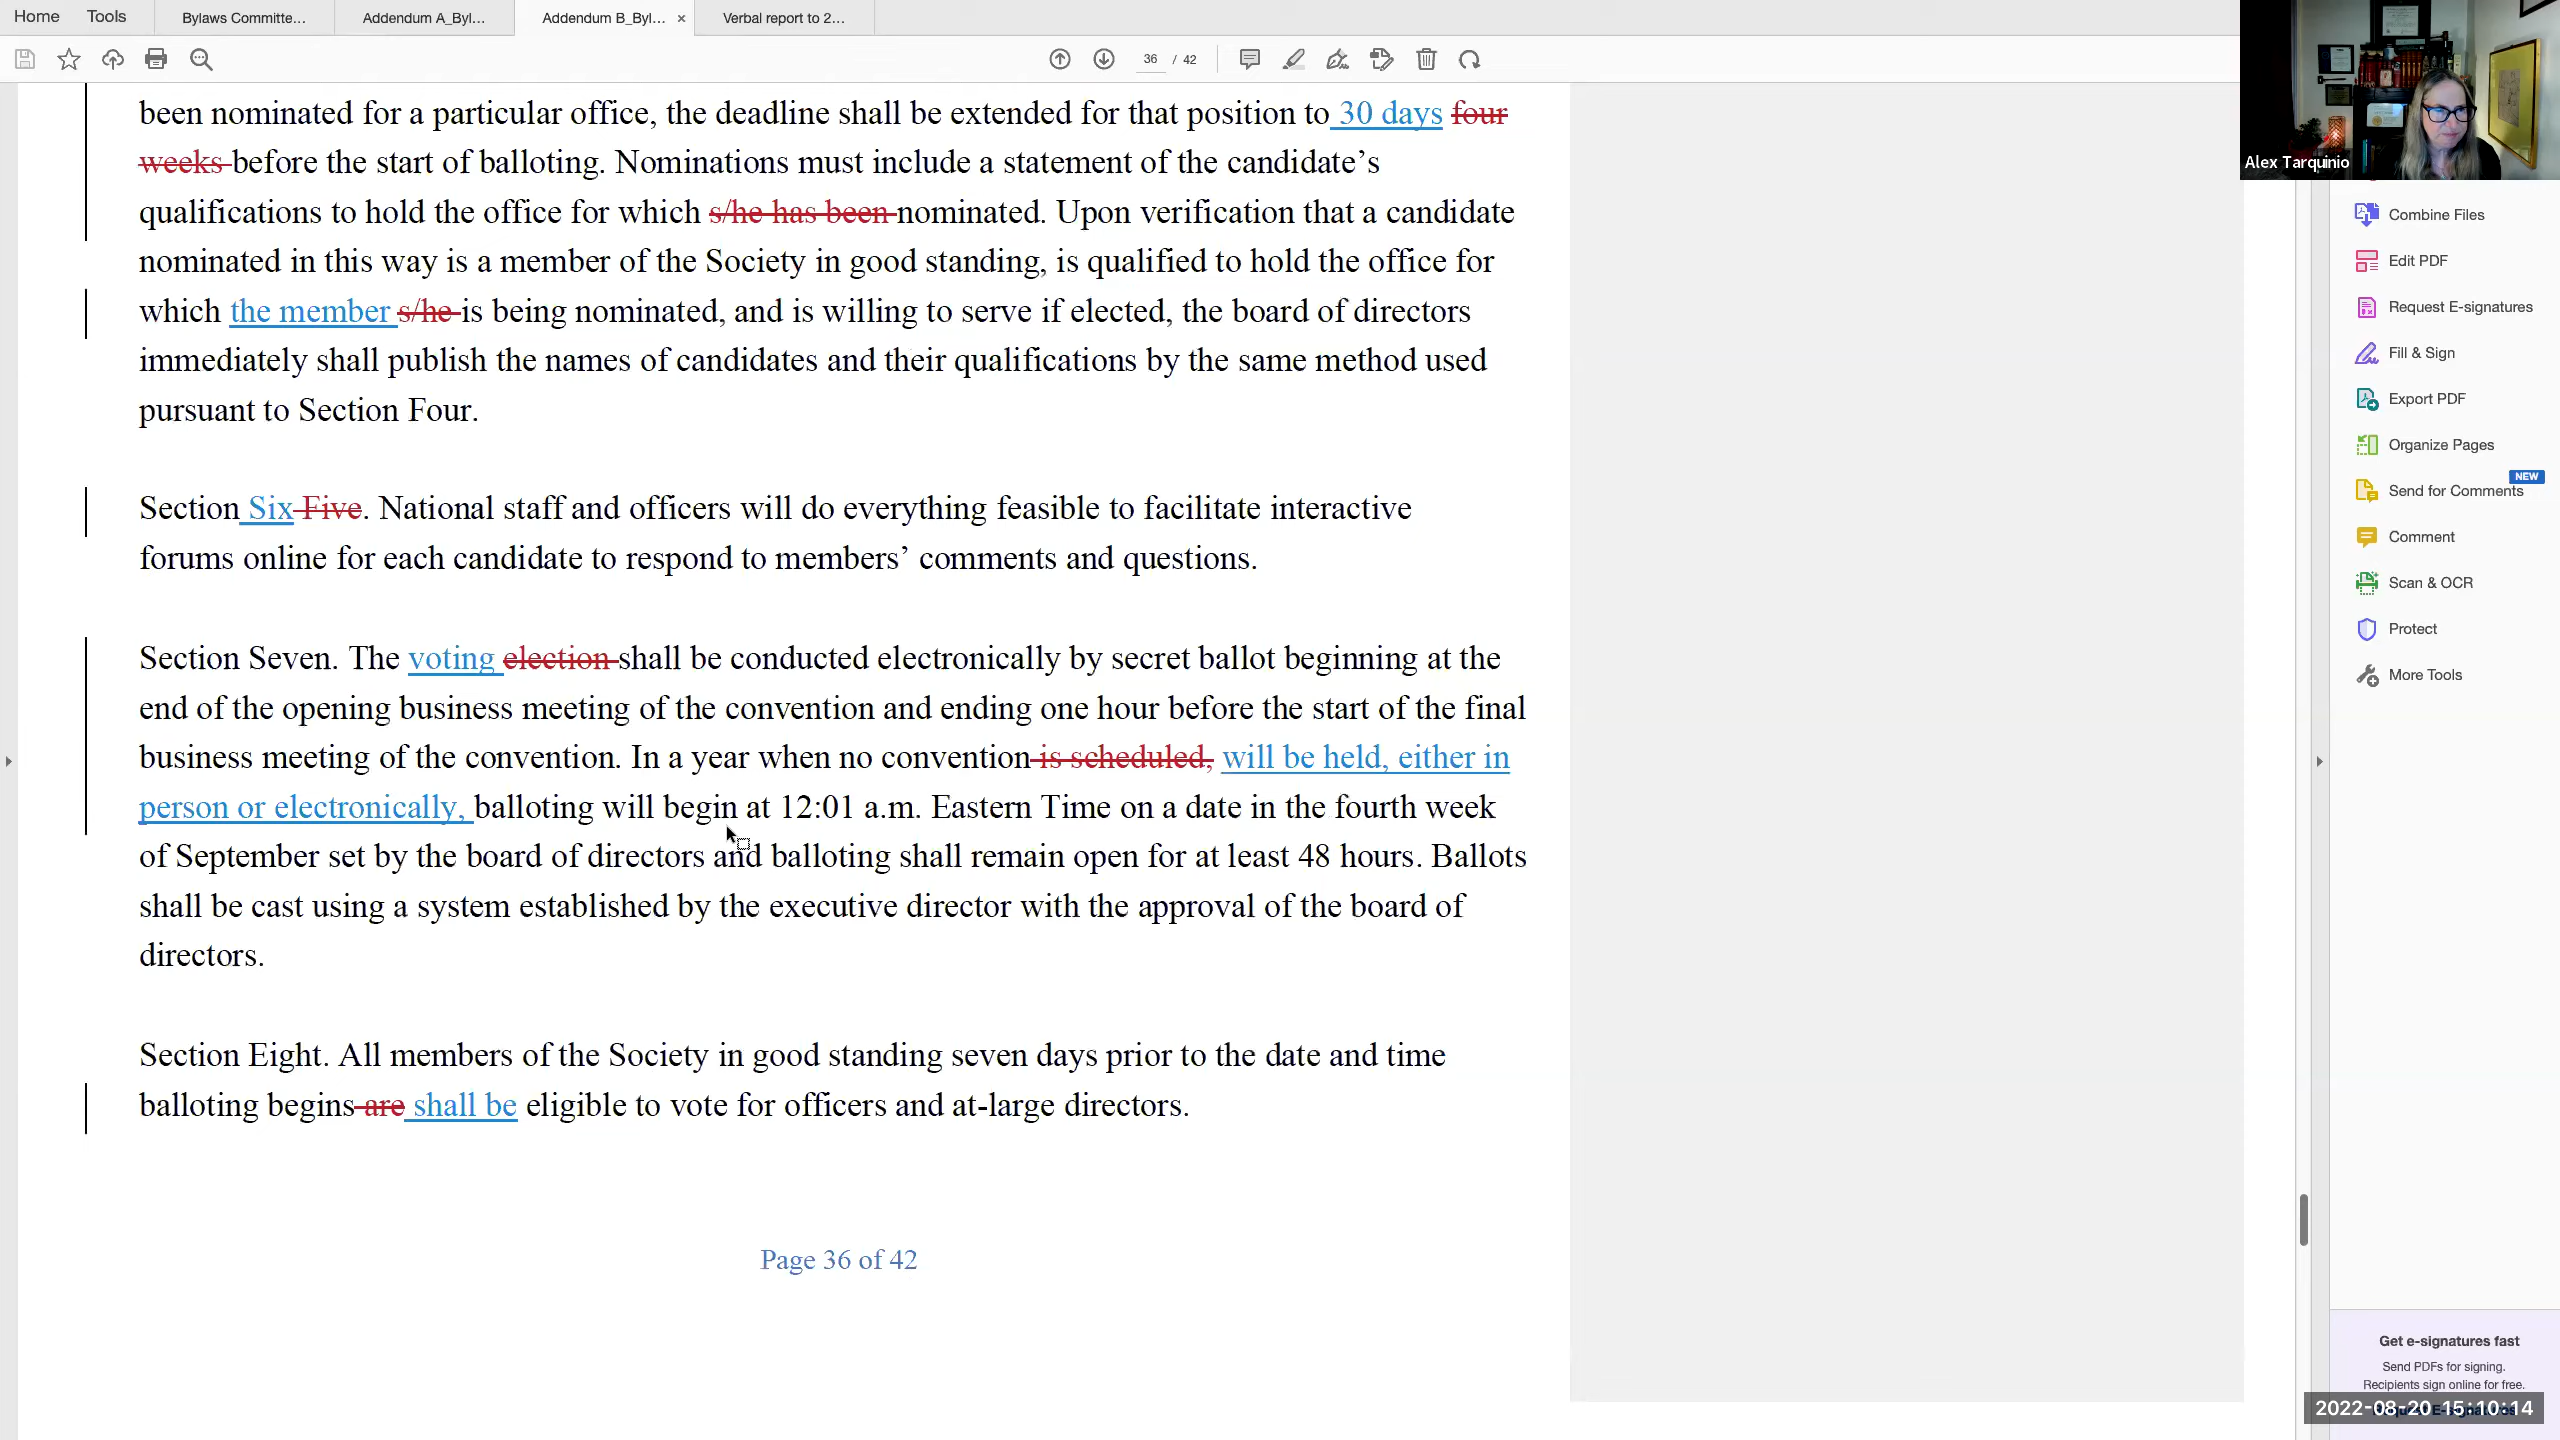 Home Tools Bylaws Committe... Addendum A_Byl... Addendum B_Byl... × Verbal report to 2...
36 / 42
Alex Tarquinio
been nominated for a particular office, the deadline shall be extended for that position to 30 days four
weeks before the start of balloting. Nominations must include a statement of the candidate’s
qualifications to hold the office for which s/he has been nominated. Upon verification that a candidate
nominated in this way is a member of the Society in good standing, is qualified to hold the office for
which the member s/he is being nominated, and is willing to serve if elected, the board of directors
immediately shall publish the names of candidates and their qualifications by the same method used
pursuant to Section Four.
Section Six Five. National staff and officers will do everything feasible to facilitate interactive
forums online for each candidate to respond to members’ comments and questions.
Section Seven. The voting election shall be conducted electronically by secret ballot beginning at the
end of the opening business meeting of the convention and ending one hour before the start of the final
business meeting of the convention. In a year when no convention is scheduled, will be held, either in
person or electronically, balloting will begin at 12:01 a.m. Eastern Time on a date in the fourth week
of September set by the board of directors and balloting shall remain open for at least 48 hours. Ballots
shall be cast using a system established by the executive director with the approval of the board of
directors.
Section Eight. All members of the Society in good standing seven days prior to the date and time
balloting begins are shall be eligible to vote for officers and at-large directors.
Page 36 of 42
Combine Files
Edit PDF
Request E-signatures
Fill & Sign
Export PDF
Organize Pages
NEW
Send for Comments
Comment
Scan & OCR
Protect
More Tools
Get e-signatures fast
Send PDFs for signing.
Recipients sign online for free.
2022-08-20 15:10:14